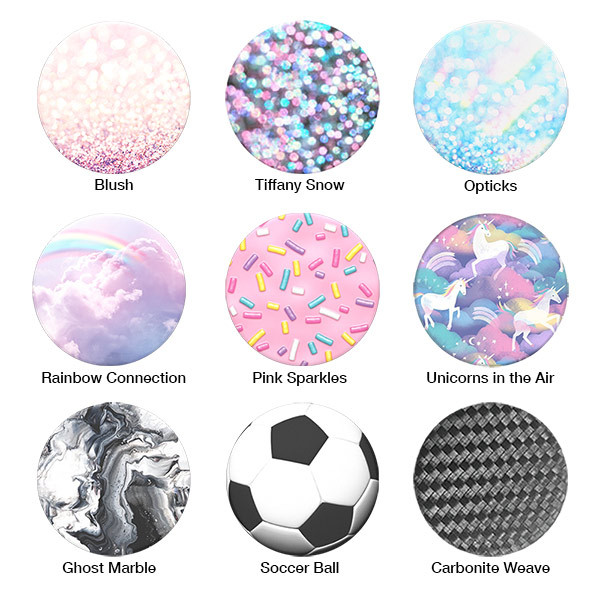 Blush
Tiffany Snow
Opticks
Rainbow Connection
Pink Sparkles
Unicorns in the Air
Ghost Marble
Soccer Ball
Carbonite Weave